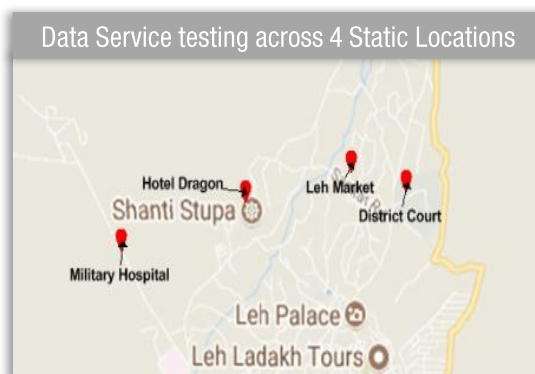 Data Service testing across 4 Static Locations
Hotel Dragon
Leh Market
Shanti Stupa
District Court
Military Hospital
Leh Palace
Leh Ladakh Tours